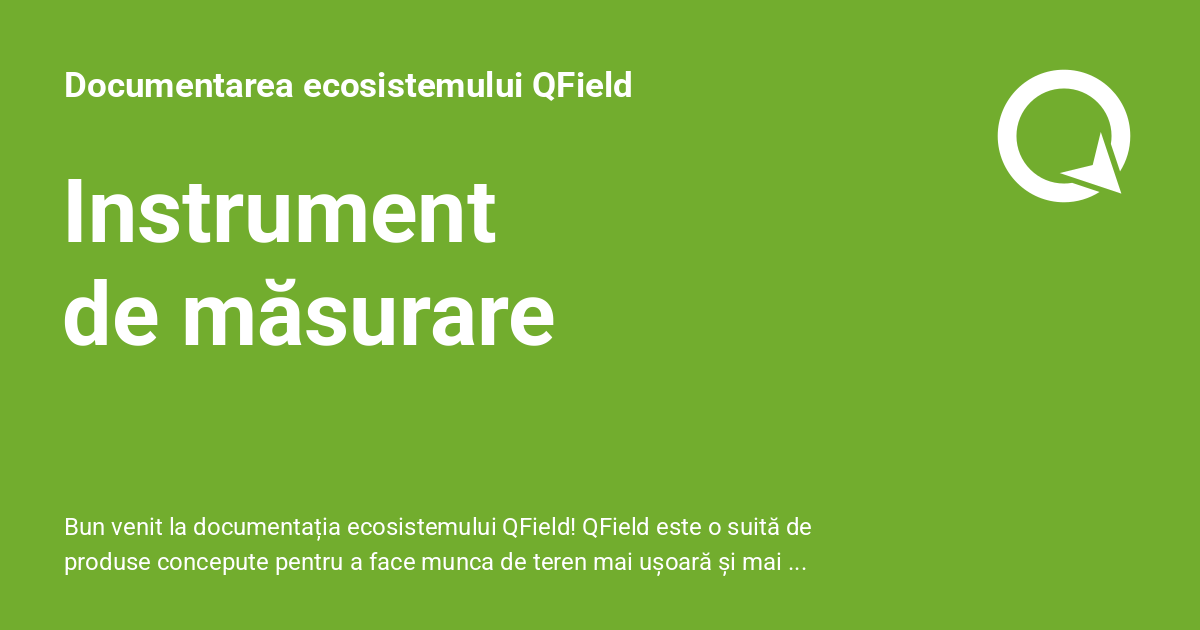 Documentarea ecosistemului QField
Instrument
de măsurare
Bun venit la documentația ecosistemului QField! QField este o suită de
produse concepute pentru a face munca de teren mai ușoară și mai ...